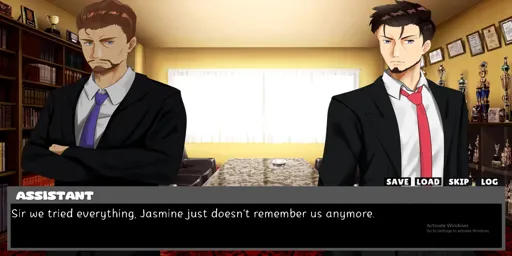 SAVE LOAD SKIP LOG
ASSISTANT
Sir we tried everything, Jasmine just doesn't remember us anymore.
Activate Windows
Go to Settings to activate Windows.